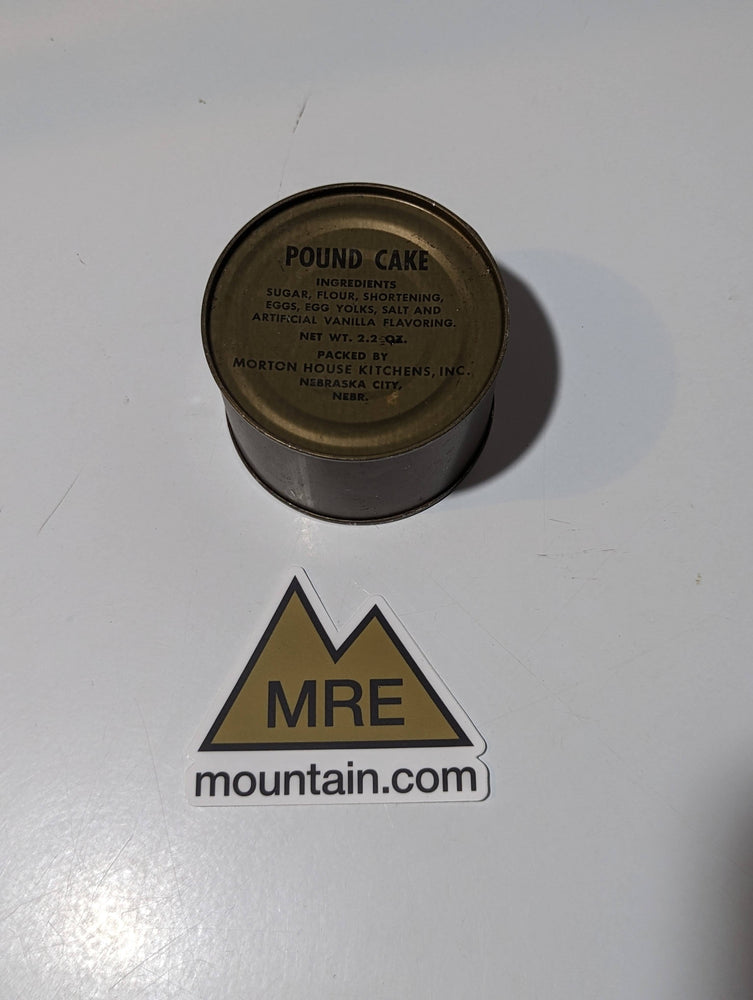 POUND CAKE
INGREDIENTS
SUGAR, FLOUR, SHORTENING,
EGGS, EGG YOLKS, SALT AND
ARTIFICIAL VANILLA FLAVORING.
NET WT. 2.2 OZ.
PACKED BY
MORTON HOUSE KITCHENS, INC.
NEBRASKA CITY,
NEBR.
MRE
mountain.com